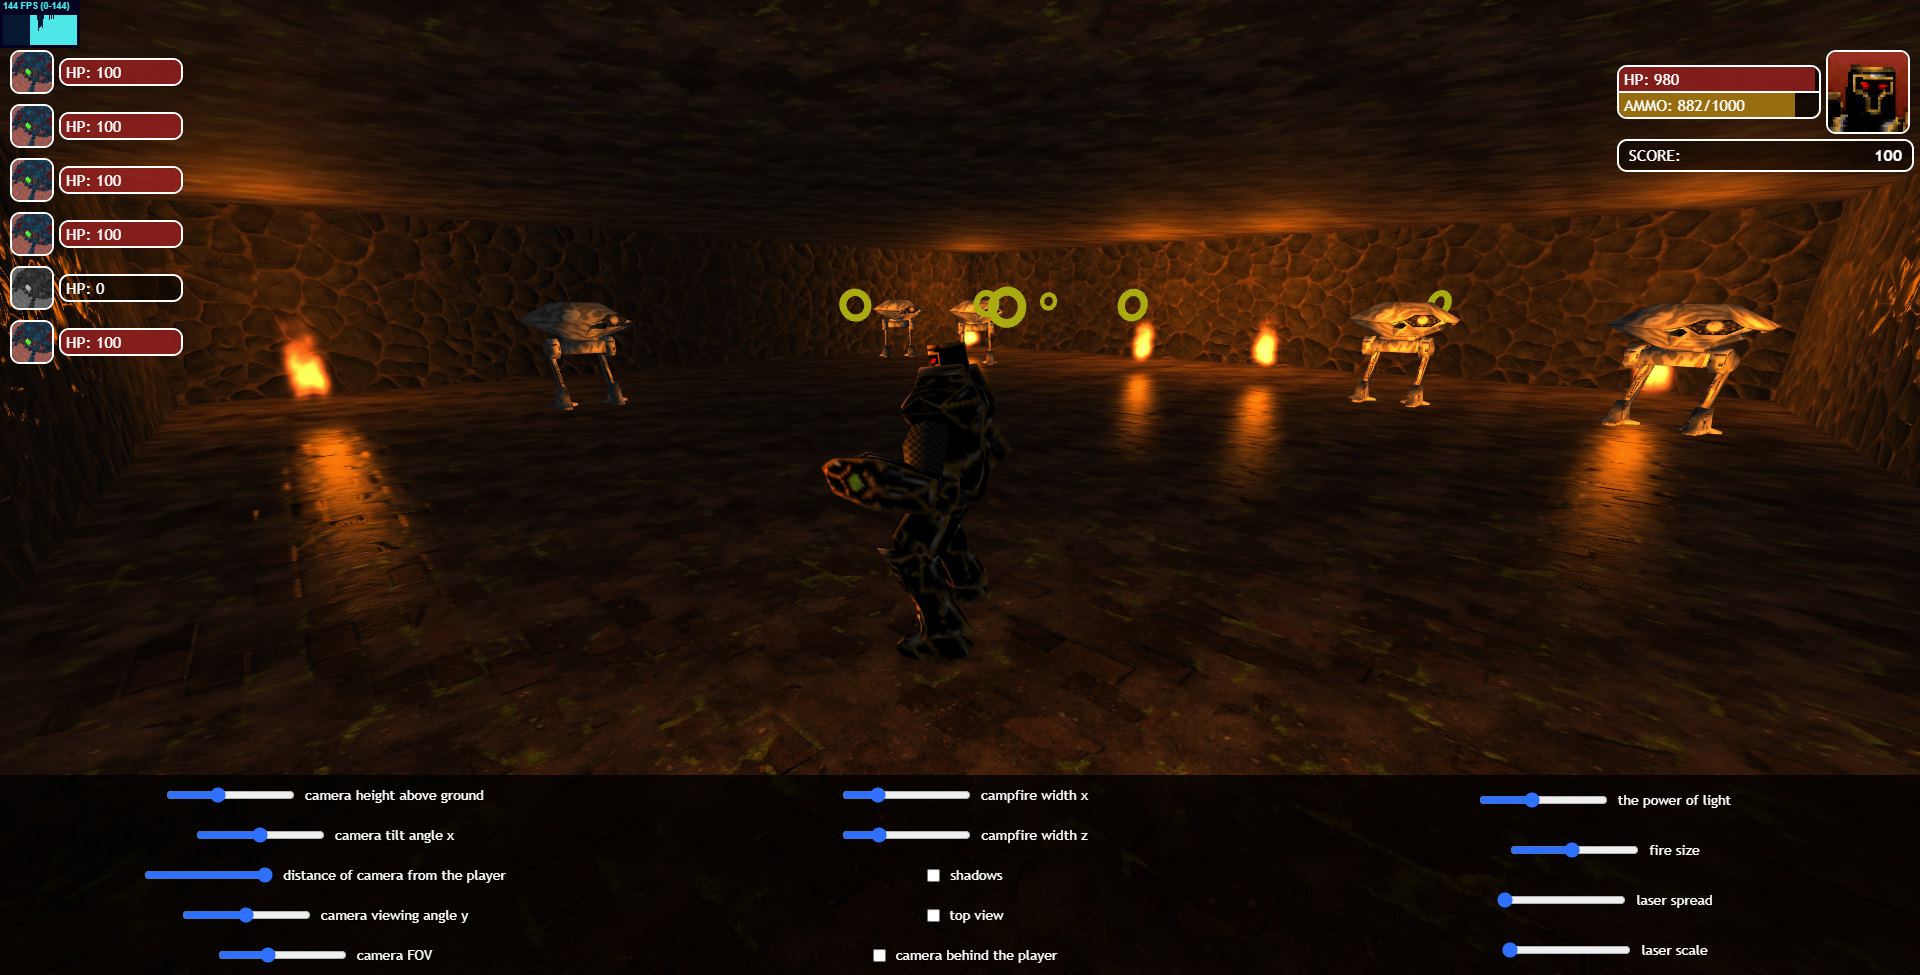 144 FPS (0-144)
HP: 100
HP: 100
HP: 100
HP: 100
HP: 0
HP: 100
HP: 980
AMMO: 882/1000
SCORE: 100
camera height above ground
camera tilt angle x
distance of camera from the player
camera viewing angle y
camera FOV
campfire width x
campfire width z
shadows
top view
camera behind the player
the power of light
fire size
laser spread
laser scale